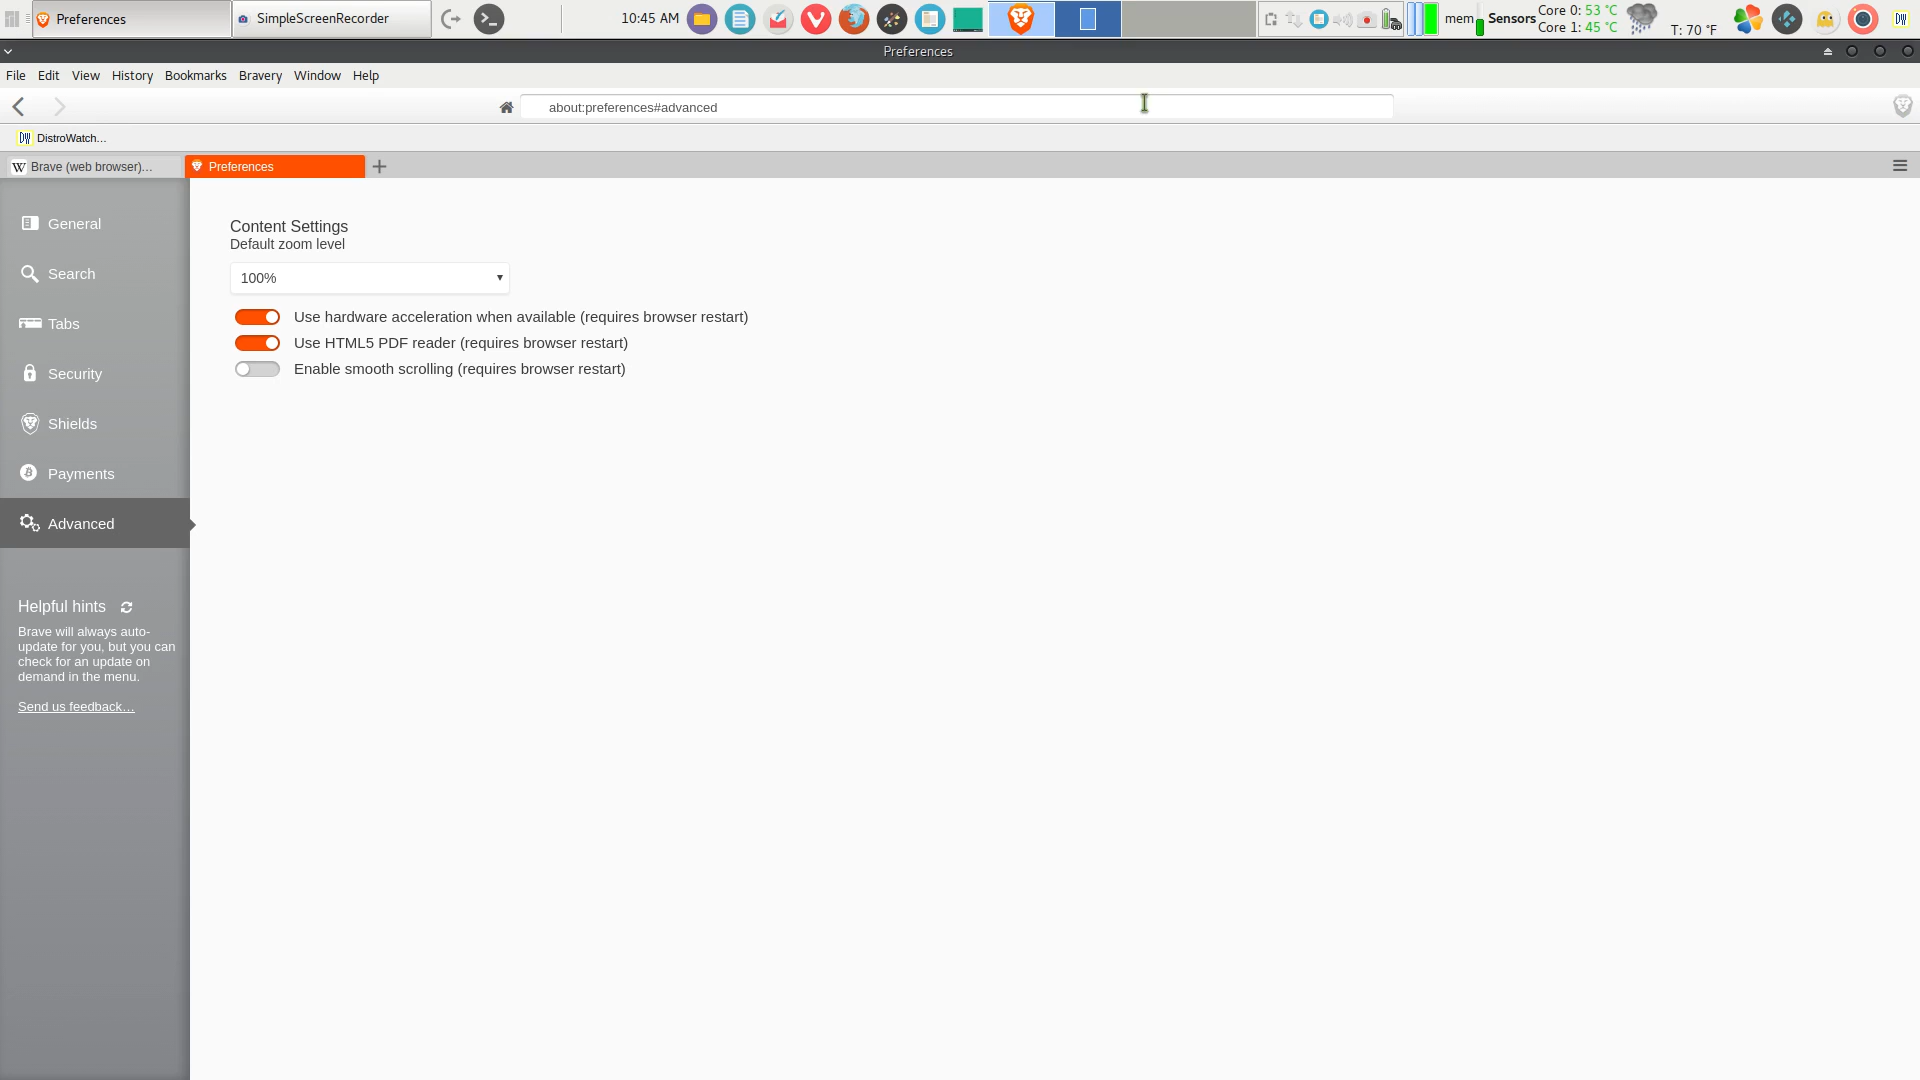 Preferences
SimpleScreenRecorder
10:45 AM
mem
Sensors
Core 0: 53 °C
Core 1: 45 °C
T: 70 °F
DW
Preferences
File Edit View History Bookmarks Bravery Window Help
about:preferences#advanced
DW DistroWatch…
W Brave (web browser)…
Preferences
General
Search
Tabs
Security
Shields
Payments
Advanced
Helpful hints
Brave will always auto-
update for you, but you can
check for an update on
demand in the menu.
Send us feedback…
Content Settings
Default zoom level
100%
Use hardware acceleration when available (requires browser restart)
Use HTML5 PDF reader (requires browser restart)
Enable smooth scrolling (requires browser restart)